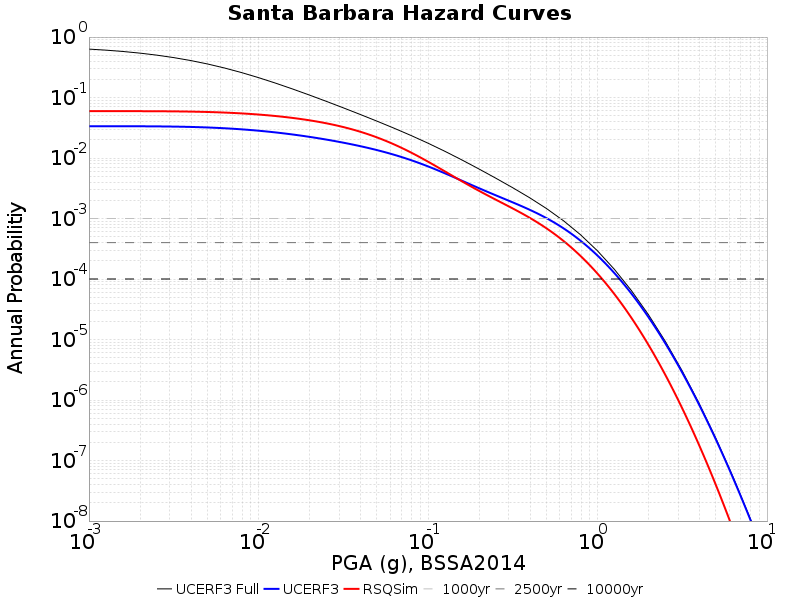 Santa Barbara Hazard Curves
10^0
10^-1
10^-2
10^-3
10^-4
10^-5
10^-6
10^-7
10^-8
Annual Probabilitiy
10^-3 10^-2 10^-1 10^0 10^1
PGA (g), BSSA2014
UCERF3 Full UCERF3 RSQSim 1000yr 2500yr 10000yr